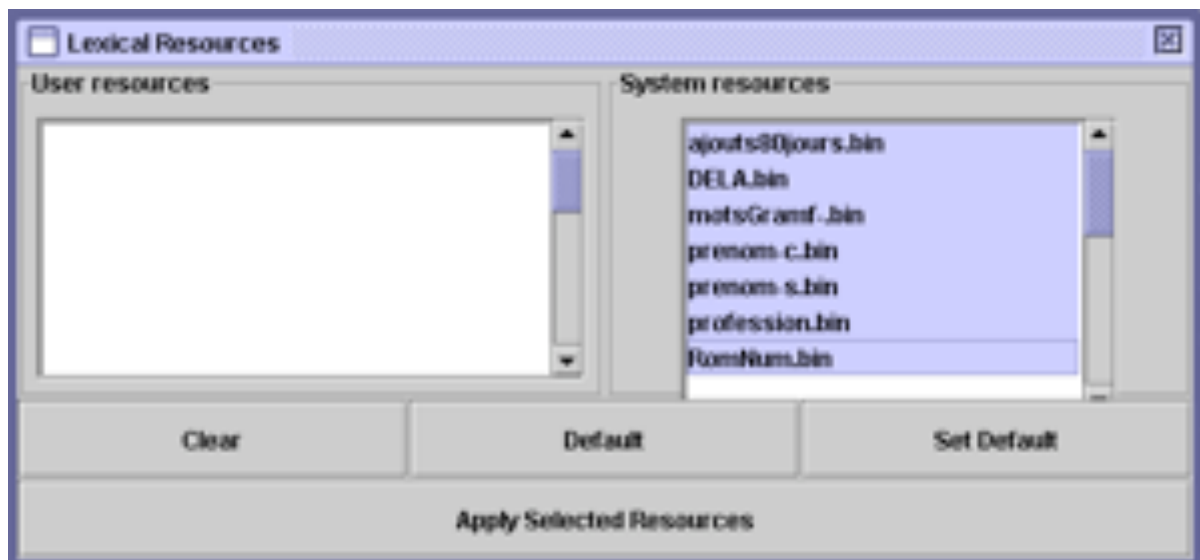 Lexical Resources
User resources
System resources
ajouts80jours.bin
DELA.bin
motsGramf-.bin
prenom-c.bin
prenom-s.bin
profession.bin
RomNum.bin
Clear
Default
Set Default
Apply Selected Resources